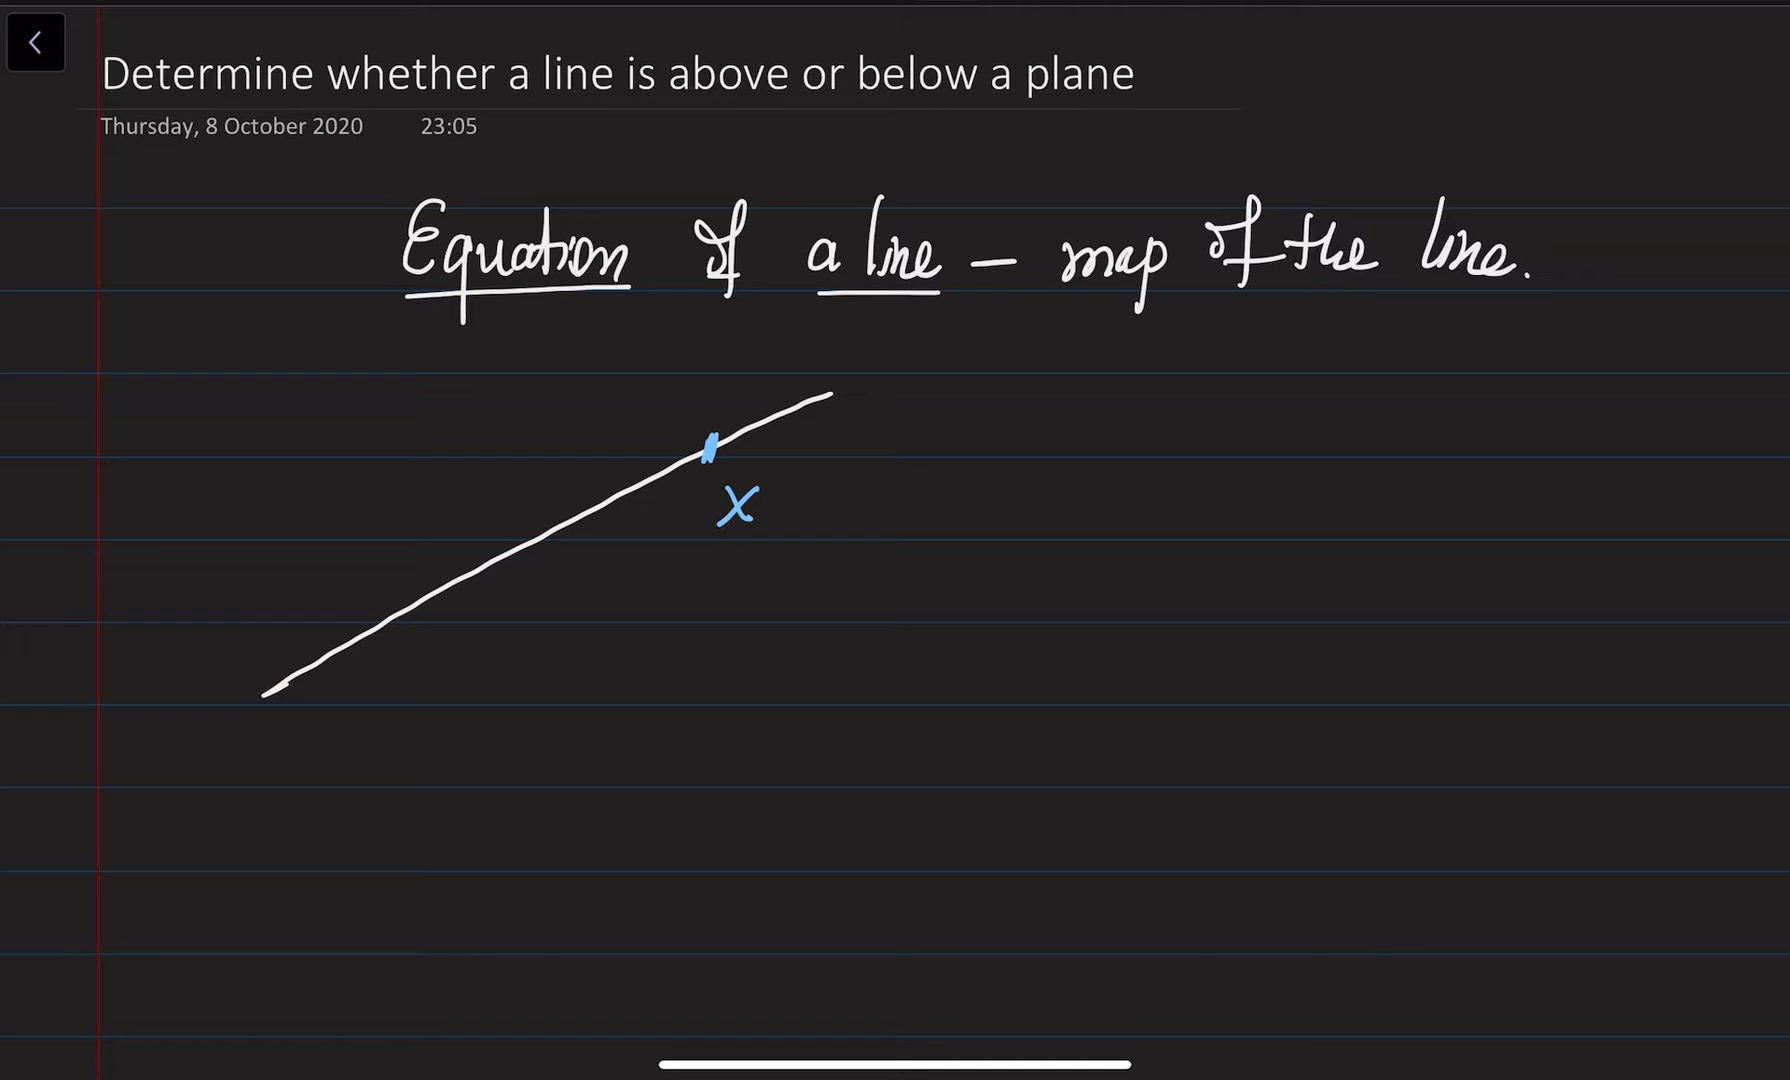 Determine whether a line is above or below a plane
Thursday, 8 October 2020 23:05
Equation of a line – map of the line.
x